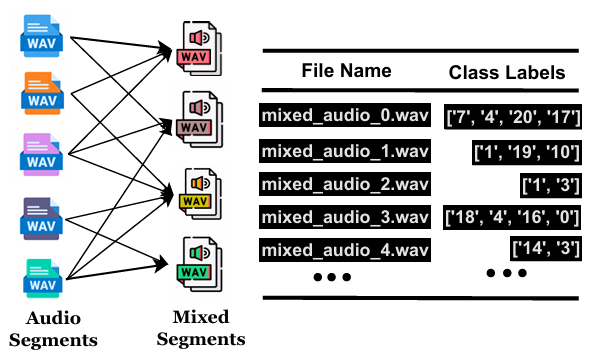 WAV
WAV
WAV
WAV
WAV
Audio
Segments
WAV
WAV
WAV
WAV
Mixed
Segments
File Name Class Labels
mixed_audio_0.wav ['7', '4', '20', '17']
mixed_audio_1.wav ['1', '19', '10']
mixed_audio_2.wav ['1', '3']
mixed_audio_3.wav ['18', '4', '16', '0']
mixed_audio_4.wav ['14', '3']
••• •••